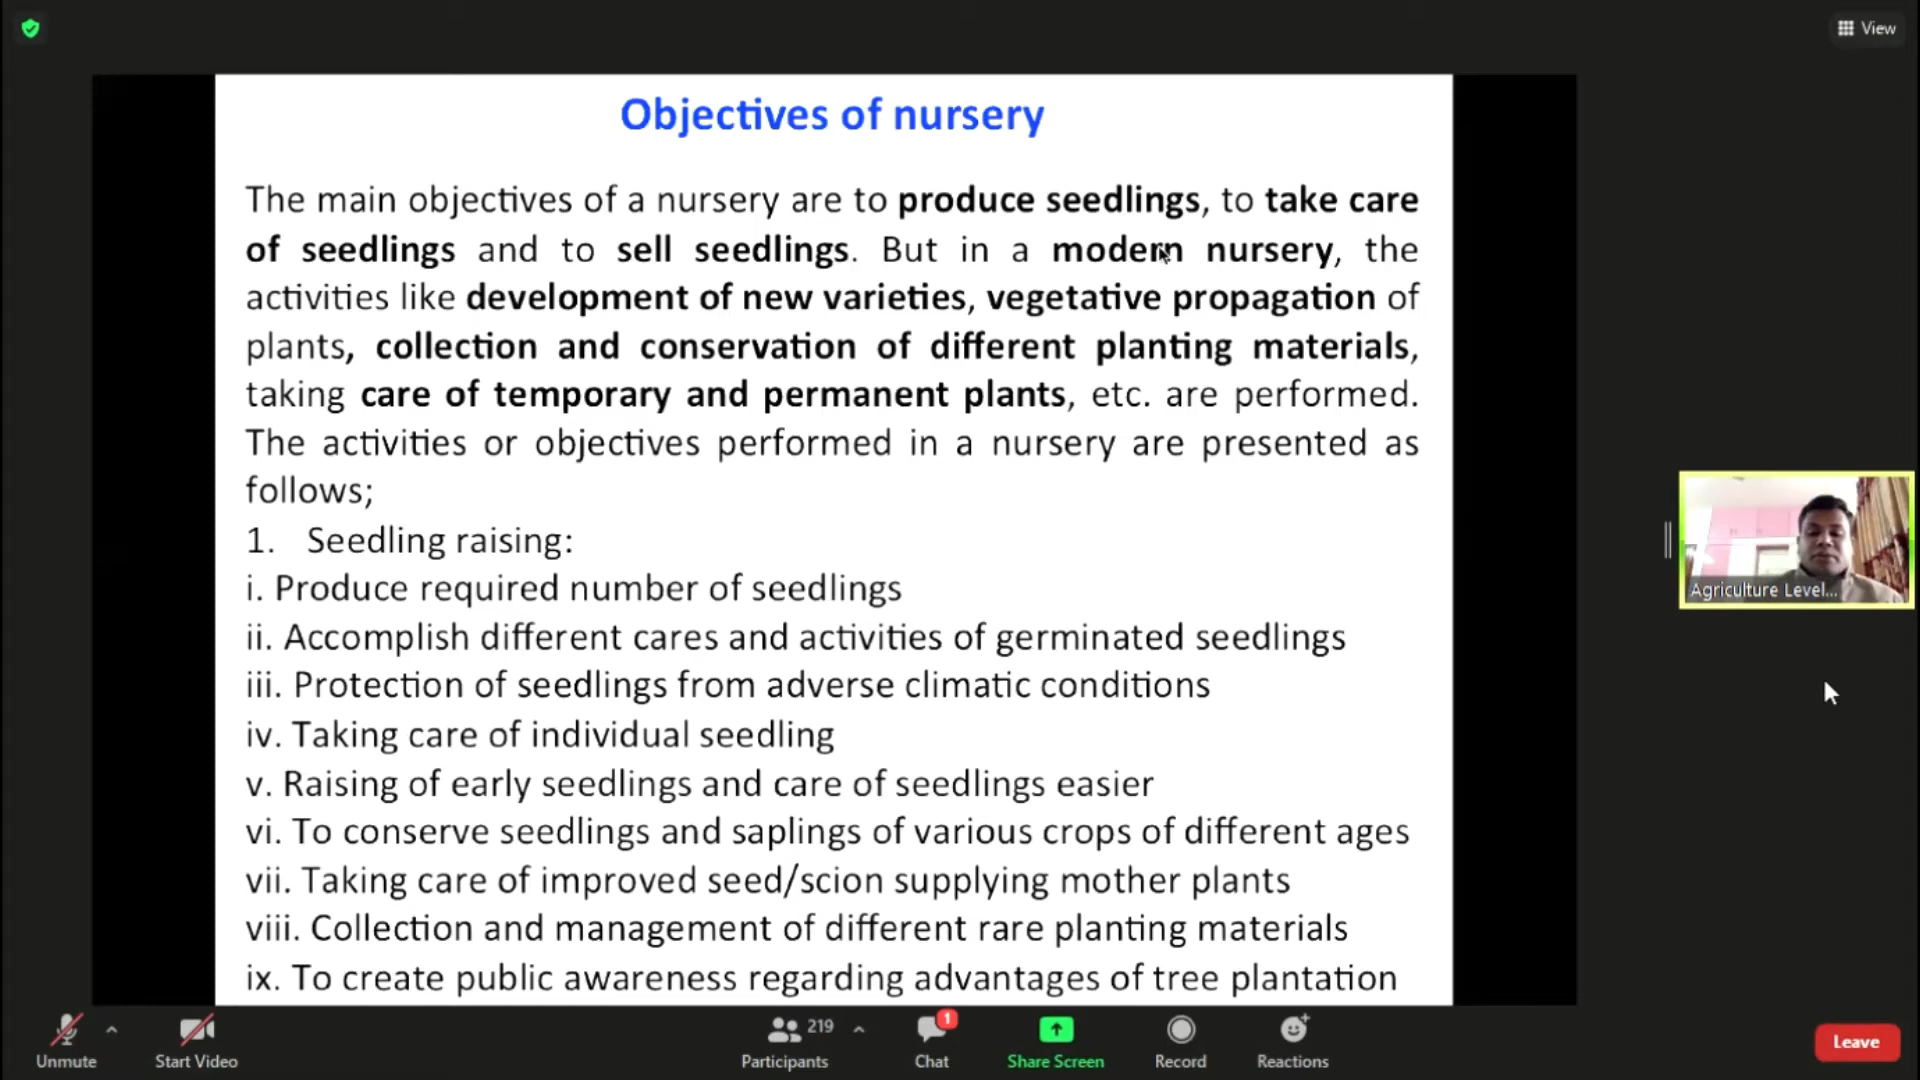 View
Objectives of nursery
The main objectives of a nursery are to produce seedlings, to take care
of seedlings and to sell seedlings. But in a modern nursery, the
activities like development of new varieties, vegetative propagation of
plants, collection and conservation of different planting materials,
taking care of temporary and permanent plants, etc. are performed.
The activities or objectives performed in a nursery are presented as
follows;
1. Seedling raising:
i. Produce required number of seedlings
ii. Accomplish different cares and activities of germinated seedlings
iii. Protection of seedlings from adverse climatic conditions
iv. Taking care of individual seedling
v. Raising of early seedlings and care of seedlings easier
vi. To conserve seedlings and saplings of various crops of different ages
vii. Taking care of improved seed/scion supplying mother plants
viii. Collection and management of different rare planting materials
ix. To create public awareness regarding advantages of tree plantation
Agriculture Level...
219
1
Unmute
Start Video
Participants
Chat
Share Screen
Record
Reactions
Leave